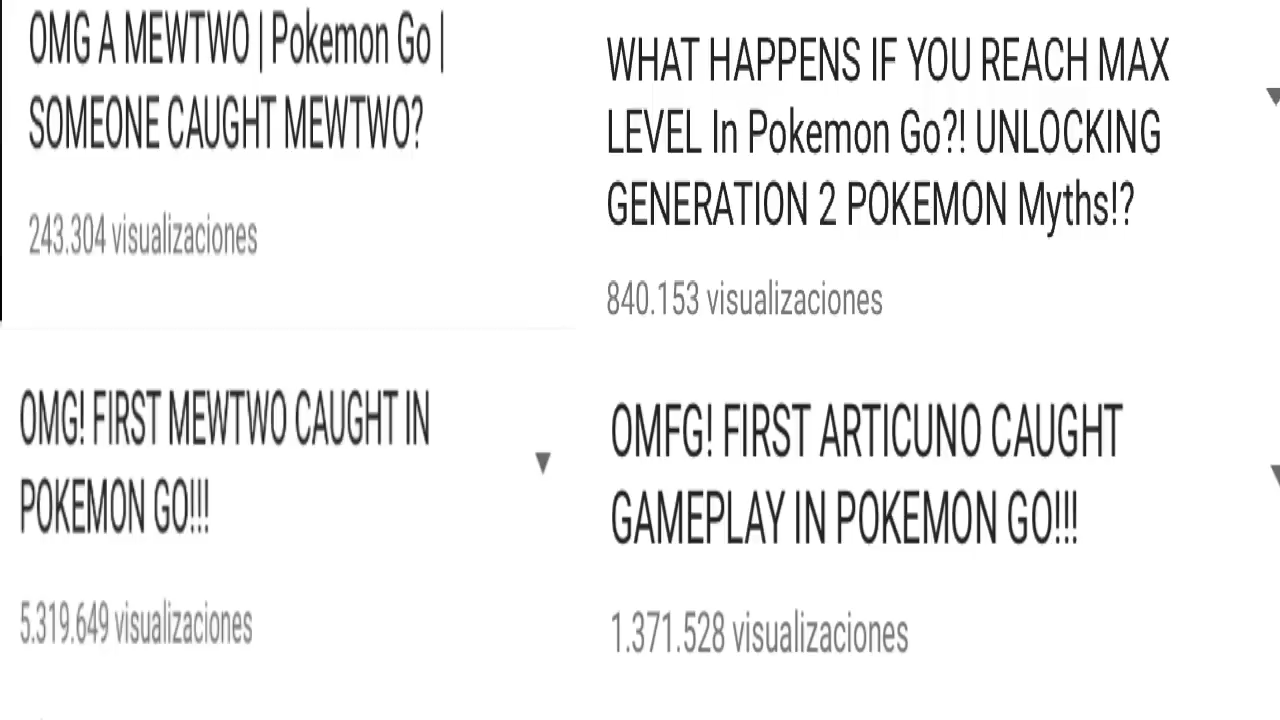 OMG A MEWTWO | Pokemon Go |
SOMEONE CAUGHT MEWTWO?
243.304 visualizaciones
WHAT HAPPENS IF YOU REACH MAX
LEVEL In Pokemon Go?! UNLOCKING
GENERATION 2 POKEMON Myths!?
840.153 visualizaciones
OMG! FIRST MEWTWO CAUGHT IN
POKEMON GO!!!
5.319.649 visualizaciones
OMFG! FIRST ARTICUNO CAUGHT
GAMEPLAY IN POKEMON GO!!!
1.371.528 visualizaciones